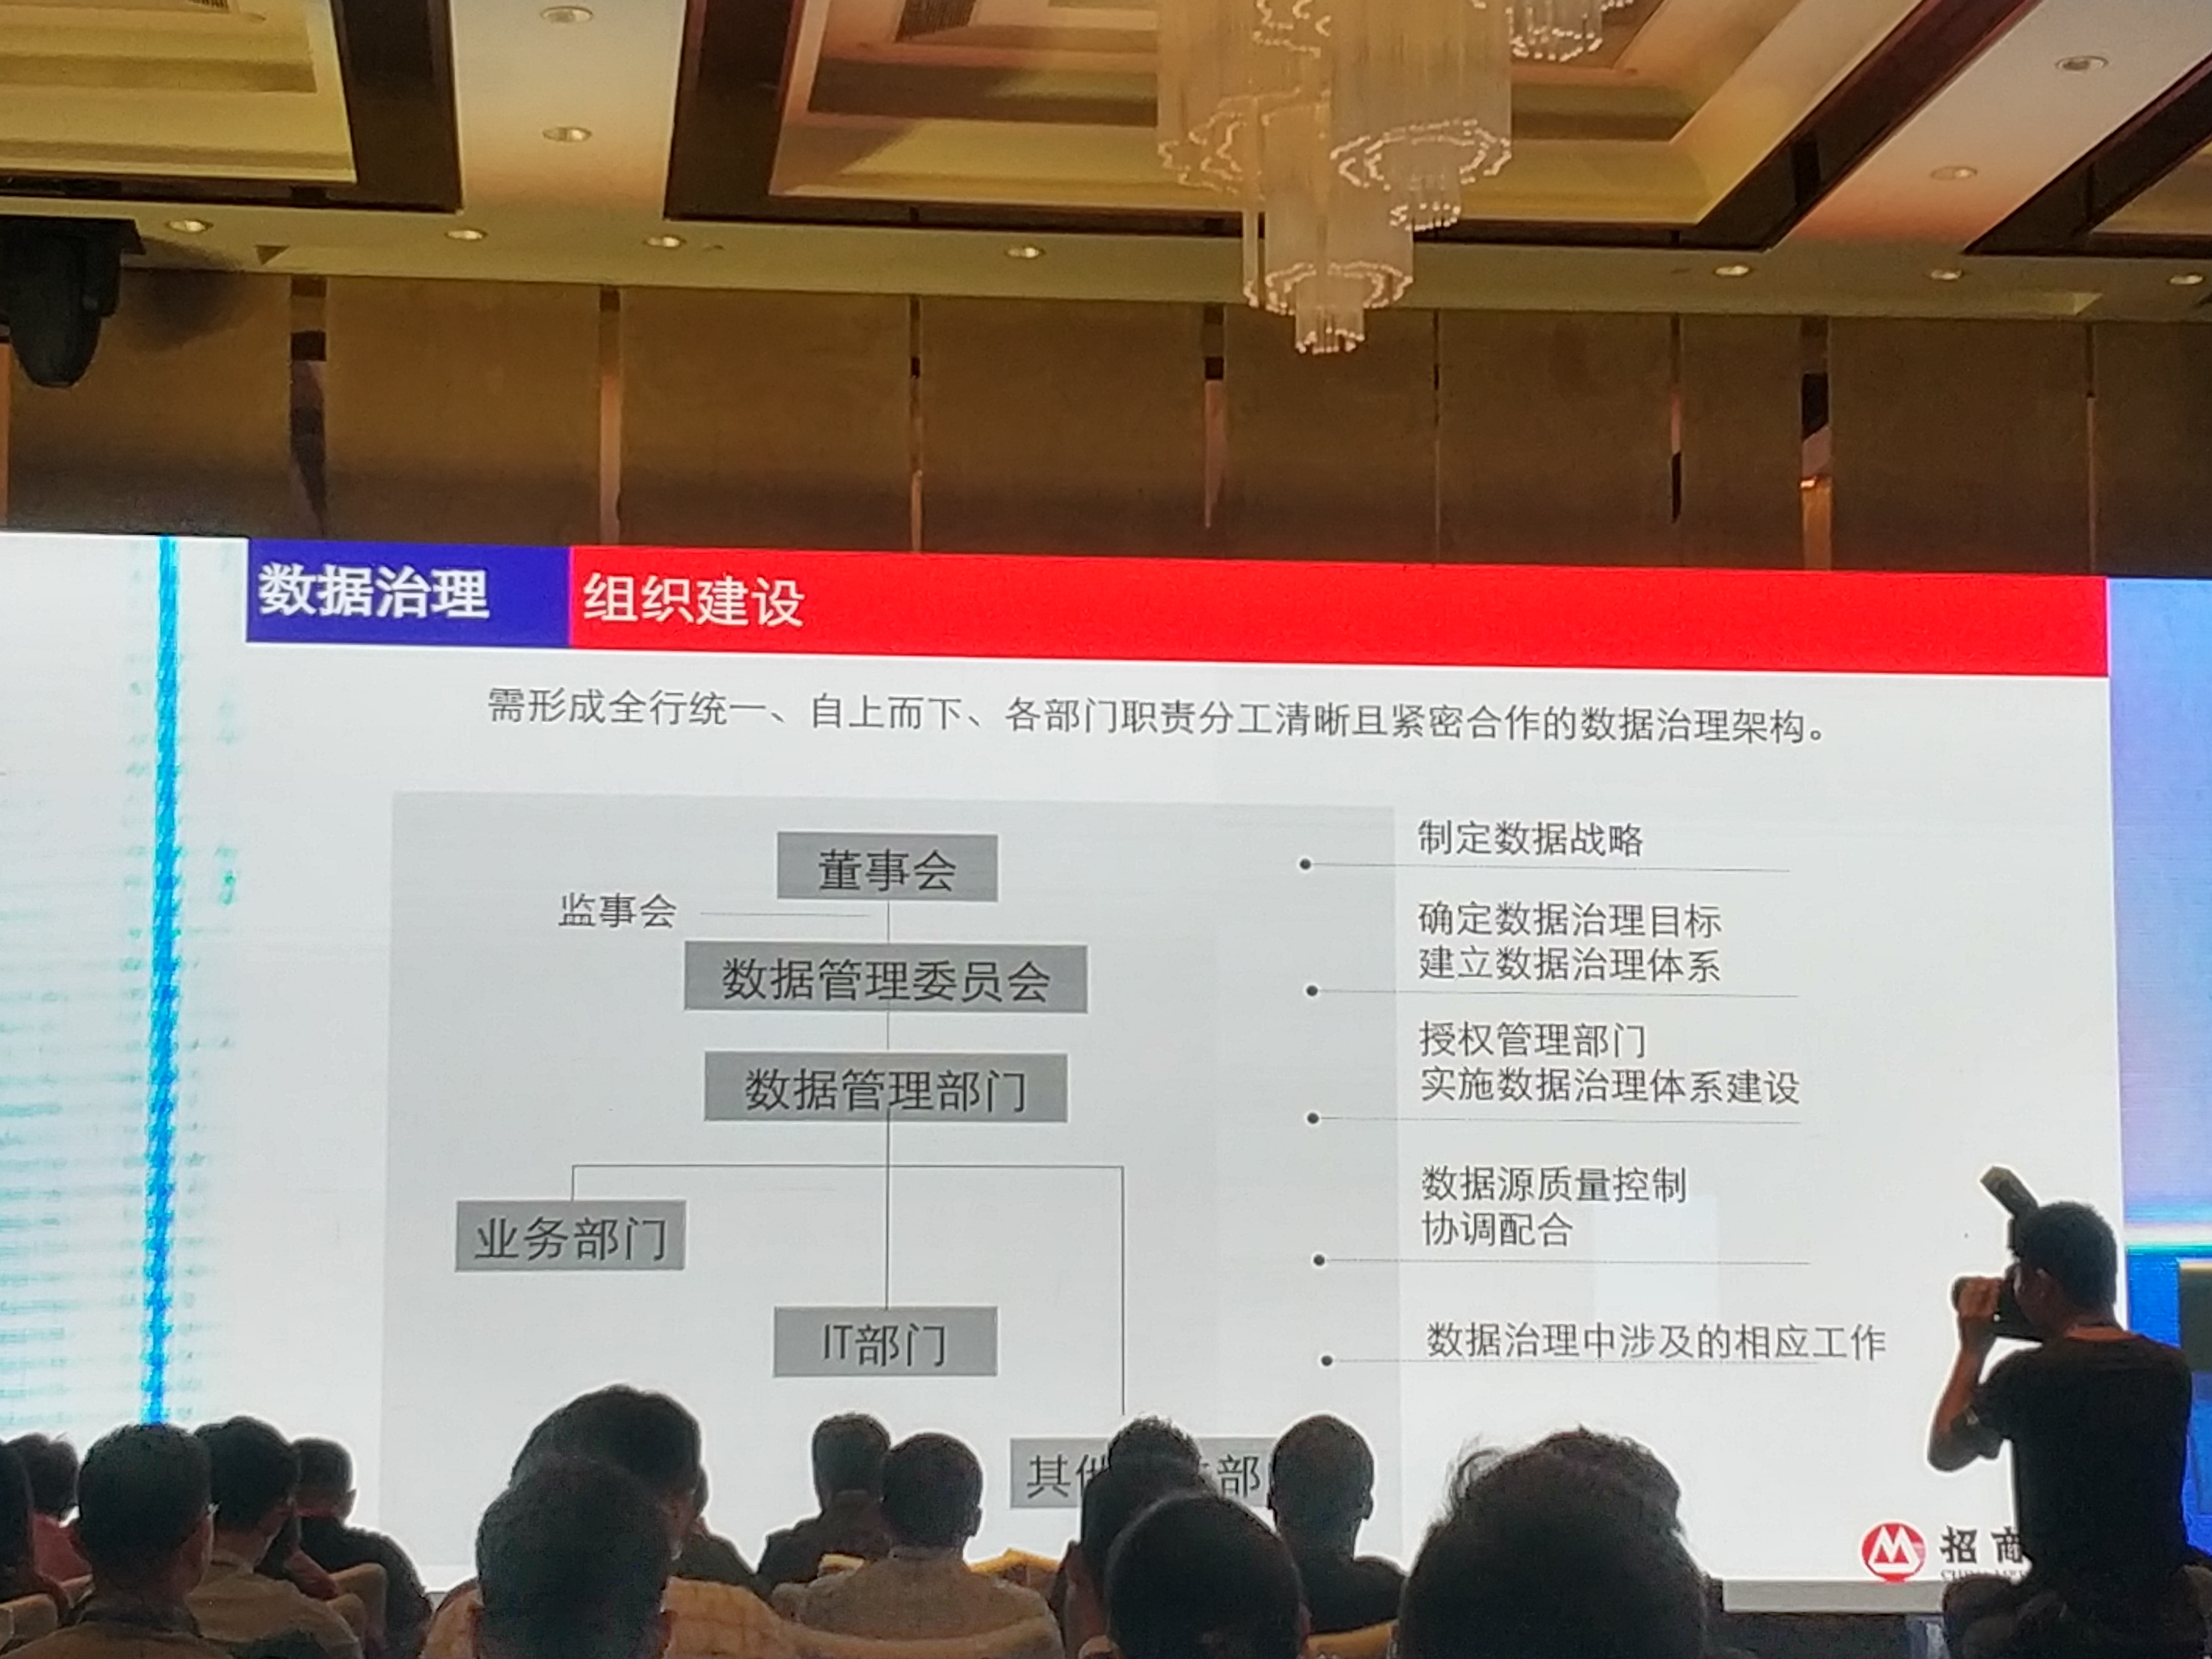 数据治理 组织建设
需形成全行统一、自上而下、各部门职责分工清晰且紧密合作的数据治理架构。
董事会
监事会
数据管理委员会
数据管理部门
业务部门
IT部门
其他
部
制定数据战略
确定数据治理目标
建立数据治理体系
授权管理部门
实施数据治理体系建设
数据源质量控制
协调配合
数据治理中涉及的相应工作
招商